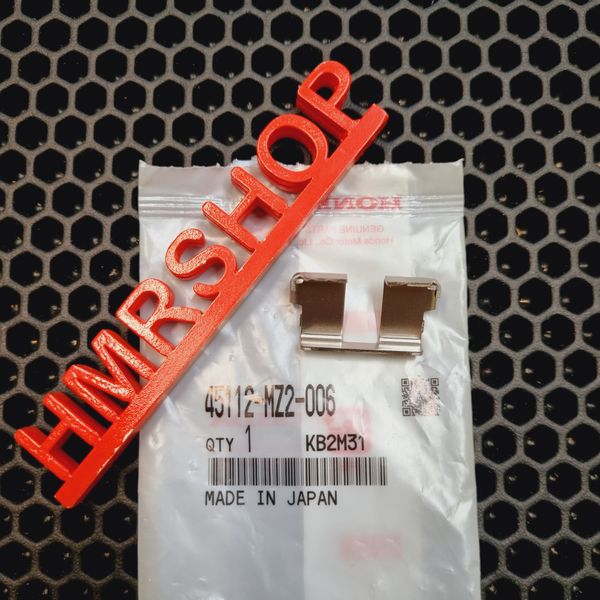 HMRSHOP
HONDA
GENUINE PARTS
Honda Motor Co., Ltd.
45112-MZ2-006
QTY 1 KB2M31
MADE IN JAPAN